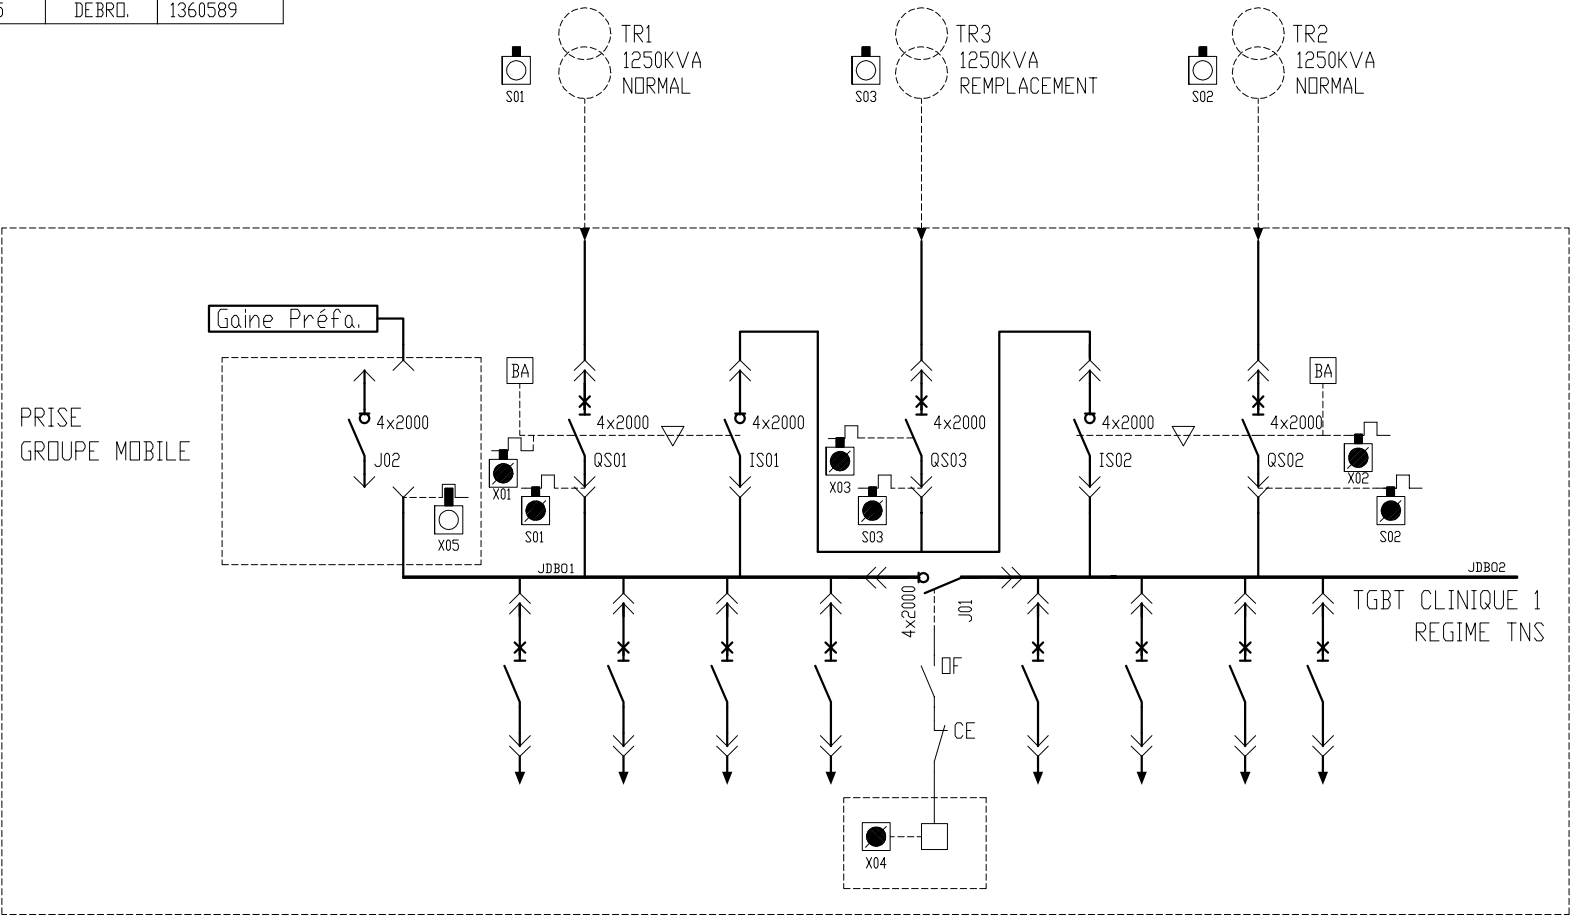 DEBRO. 1360589
TR1
1250KVA
NORMAL
S01
TR3
1250KVA
REMPLACEMENT
S03
TR2
1250KVA
NORMAL
S02
Gaine Préfa.
PRISE
GROUPE MOBILE
4x2000
J02
X05
BA
4x2000
QS01
X01
S01
4x2000
IS01
4x2000
QS03
X03
S03
4x2000
IS02
BA
4x2000
QS02
X02
S02
JDB01
JDB02
4x2000
J01
TGBT CLINIQUE 1
REGIME TNS
OF
CE
X04